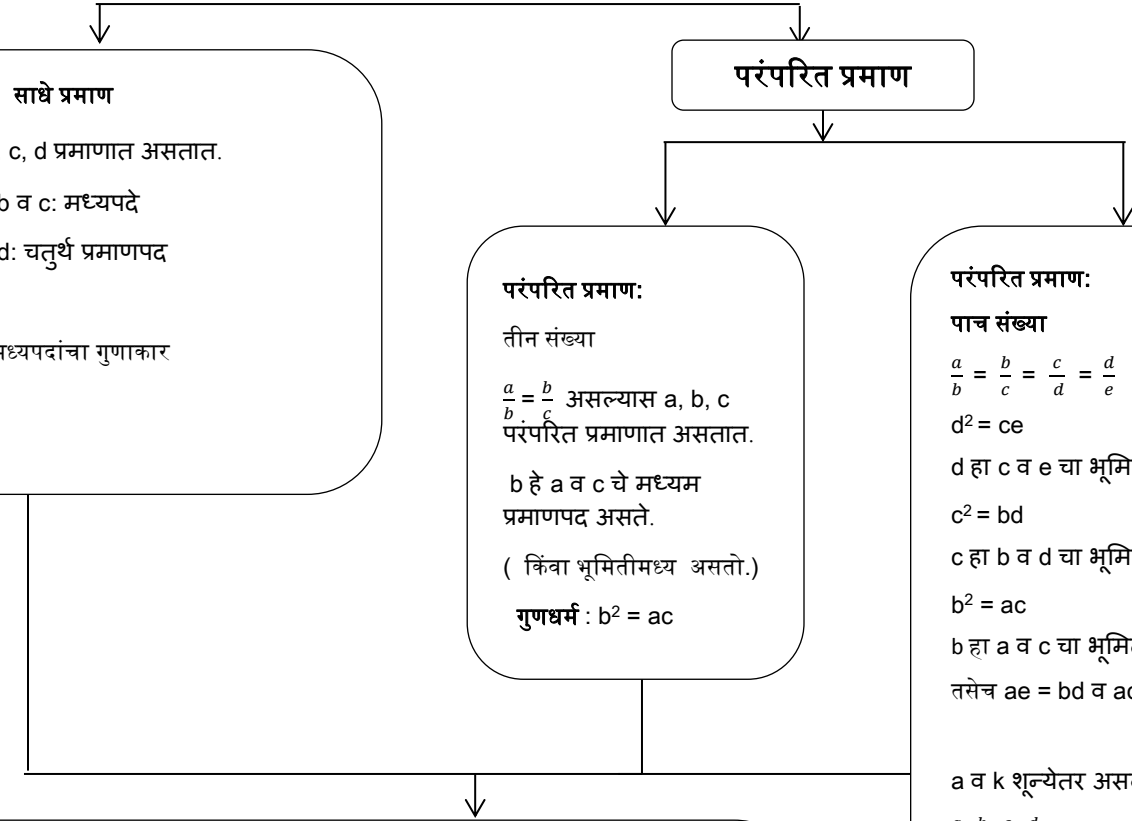 साधे प्रमाण
c, d प्रमाणात असतात.
व c: मध्यपदे
d: चतुर्थ प्रमाणपद
गुणाकार
परंपरित प्रमाण
परंपरित प्रमाण:
तीन संख्या
a/b = b/c असल्यास a, b, c
परंपरित प्रमाणात असतात.
b हे a व c चे मध्यम
प्रमाणपद असते.
( किंवा भूमितीमध्य असतो.)
गुणधर्म : b² = ac
परंपरित प्रमाण:
पाच संख्या
a/b = b/c = c/d = d/e
d² = ce
d हा c व e चा
c² = bd
c हा b व d चा
b² = ac
b हा a व c चा
तसेच ae = bd व
a व k शून्येतर